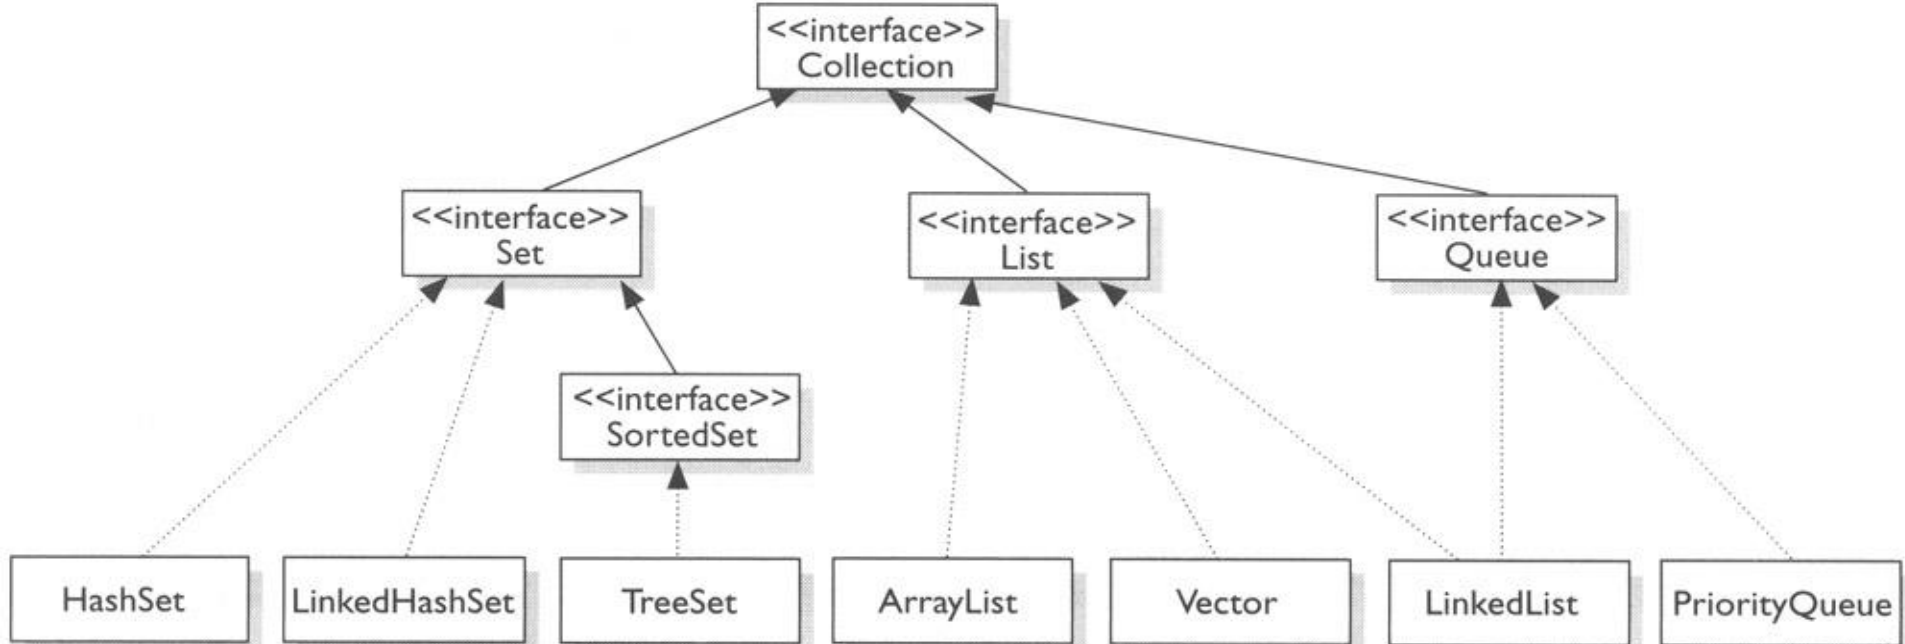 <<interface>>
Collection
<<interface>>
Set
<<interface>>
List
<<interface>>
Queue
<<interface>>
SortedSet
HashSet
LinkedHashSet
TreeSet
ArrayList
Vector
LinkedList
PriorityQueue